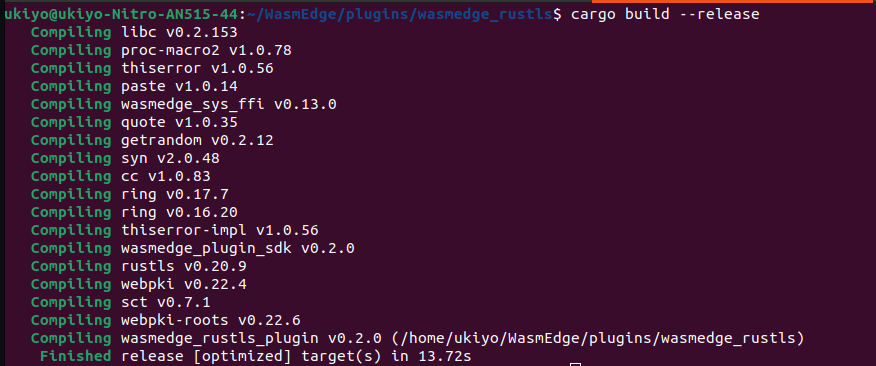 ukiyo@ukiyo-Nitro-AN515-44:~/WasmEdge/plugins/wasmedge_rustls$ cargo build --release
Compiling libc v0.2.153
Compiling proc-macro2 v1.0.78
Compiling thiserror v1.0.56
Compiling paste v1.0.14
Compiling wasmedge_sys_ffi v0.13.0
Compiling quote v1.0.35
Compiling getrandom v0.2.12
Compiling syn v2.0.48
Compiling cc v1.0.83
Compiling ring v0.17.7
Compiling ring v0.16.20
Compiling thiserror-impl v1.0.56
Compiling wasmedge_plugin_sdk v0.2.0
Compiling rustls v0.20.9
Compiling webpki v0.22.4
Compiling sct v0.7.1
Compiling webpki-roots v0.22.6
Compiling wasmedge_rustls_plugin v0.2.0 (/home/ukiyo/WasmEdge/plugins/wasmedge_rustls)
Finished release [optimized] target(s) in 13.72s